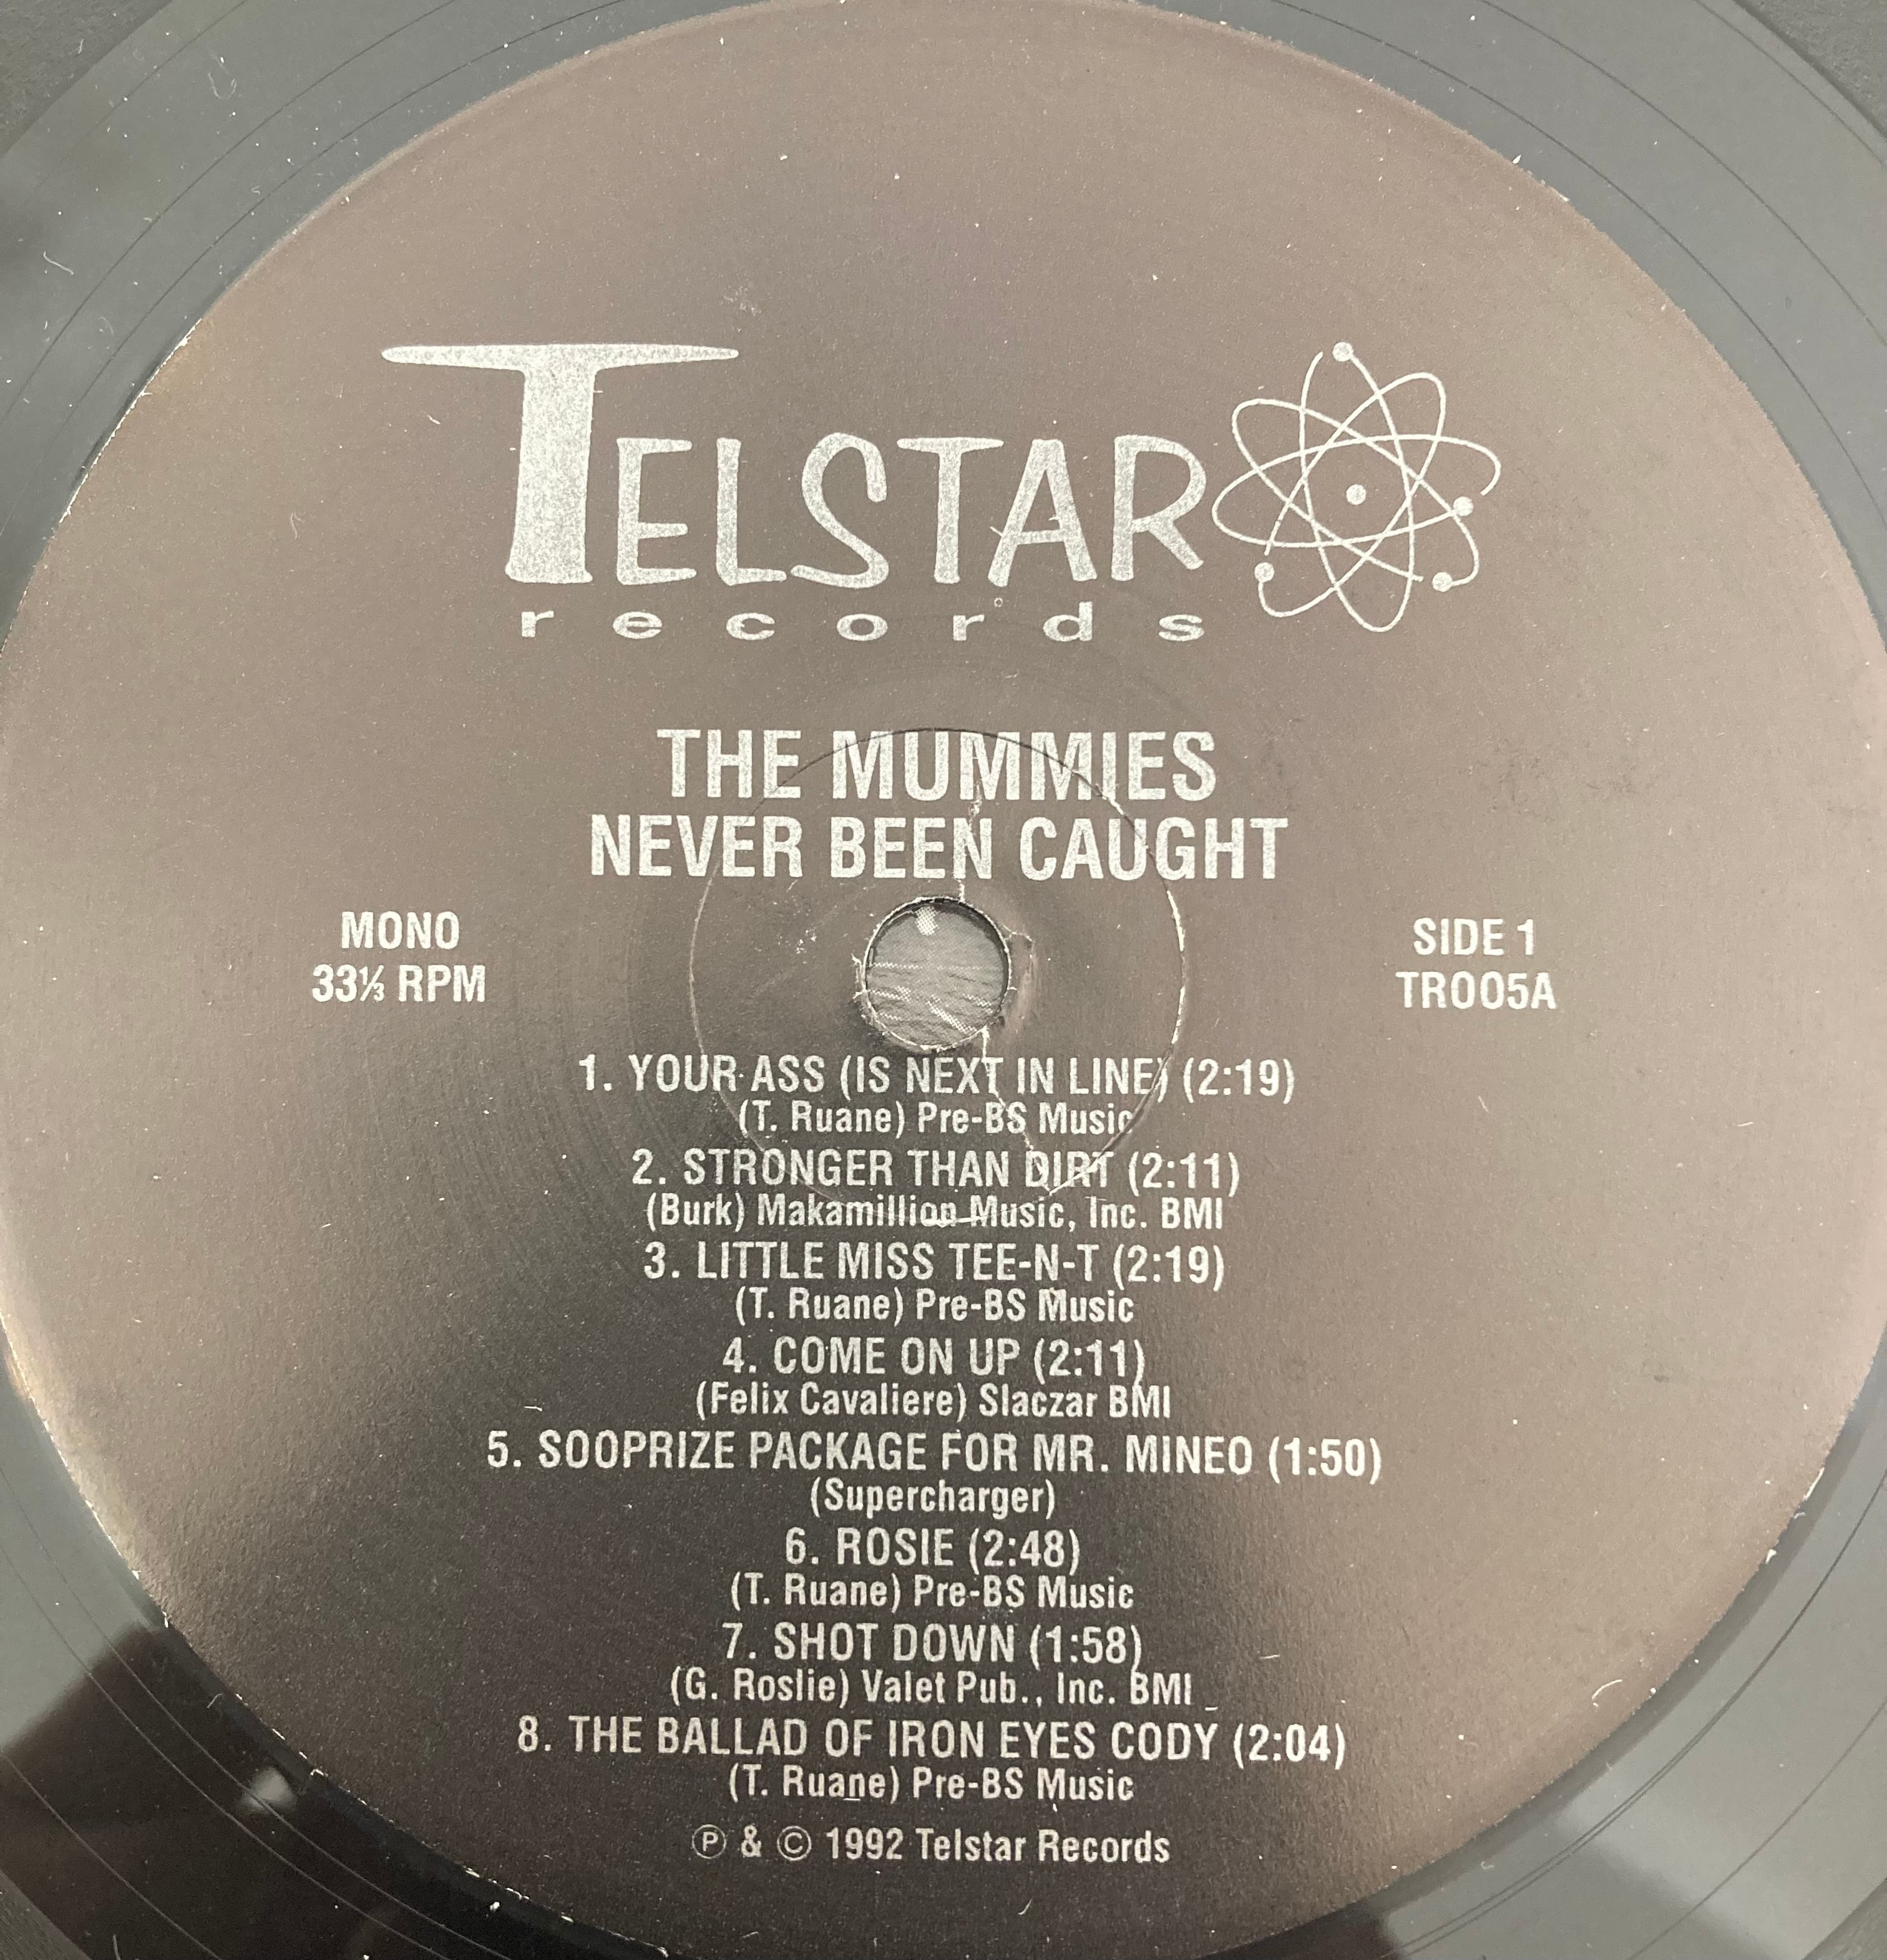 TELSTAR
records
THE MUMMIES
NEVER BEEN CAUGHT
MONO
33⅓ RPM
SIDE 1
TR005A
1. YOUR ASS (IS NEXT IN LINE) (2:19)
(T. Ruane) Pre-BS Music
2. STRONGER THAN DIRT (2:11)
(Burk) Makamillion Music, Inc. BMI
3. LITTLE MISS TEE-N-T (2:19)
(T. Ruane) Pre-BS Music
4. COME ON UP (2:11)
(Felix Cavaliere) Slaczar BMI
5. SOOPRIZE PACKAGE FOR MR. MINEO (1:50)
(Supercharger)
6. ROSIE (2:48)
(T. Ruane) Pre-BS Music
7. SHOT DOWN (1:58)
(G. Roslie) Valet Pub., Inc. BMI
8. THE BALLAD OF IRON EYES CODY (2:04)
(T. Ruane) Pre-BS Music
℗ & © 1992 Telstar Records